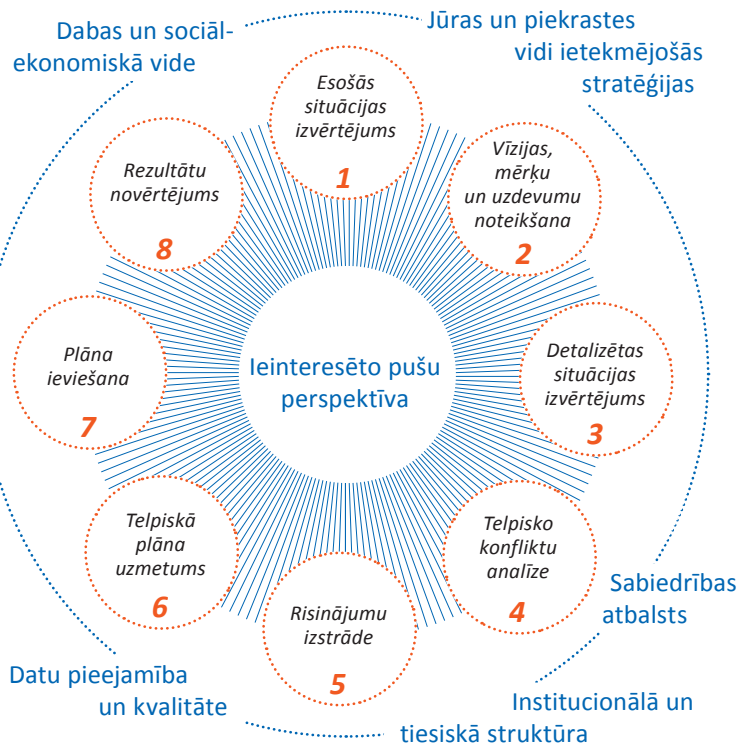 Dabas un sociāl-
ekonomiskā vide
Jūras un piekrastes
vidi ietekmējošās
stratēģijas
Esošās
situācijas
izvērtējums
1
Vīzijas,
mērķu
un uzdevumu
noteikšana
2
Detalizētas
situācijas
izvērtējums
3
Telpisko
konfliktu
analīze
4
Risinājumu
izstrāde
5
Telpiskā
plāna
uzmetums
6
Plāna
ieviešana
7
Rezultātu
novērtējums
8
Ieinteresēto pušu
perspektīva
Sabiedrības
atbalsts
Institucionālā un
tiesiskā struktūra
Datu pieejamība
un kvalitāte